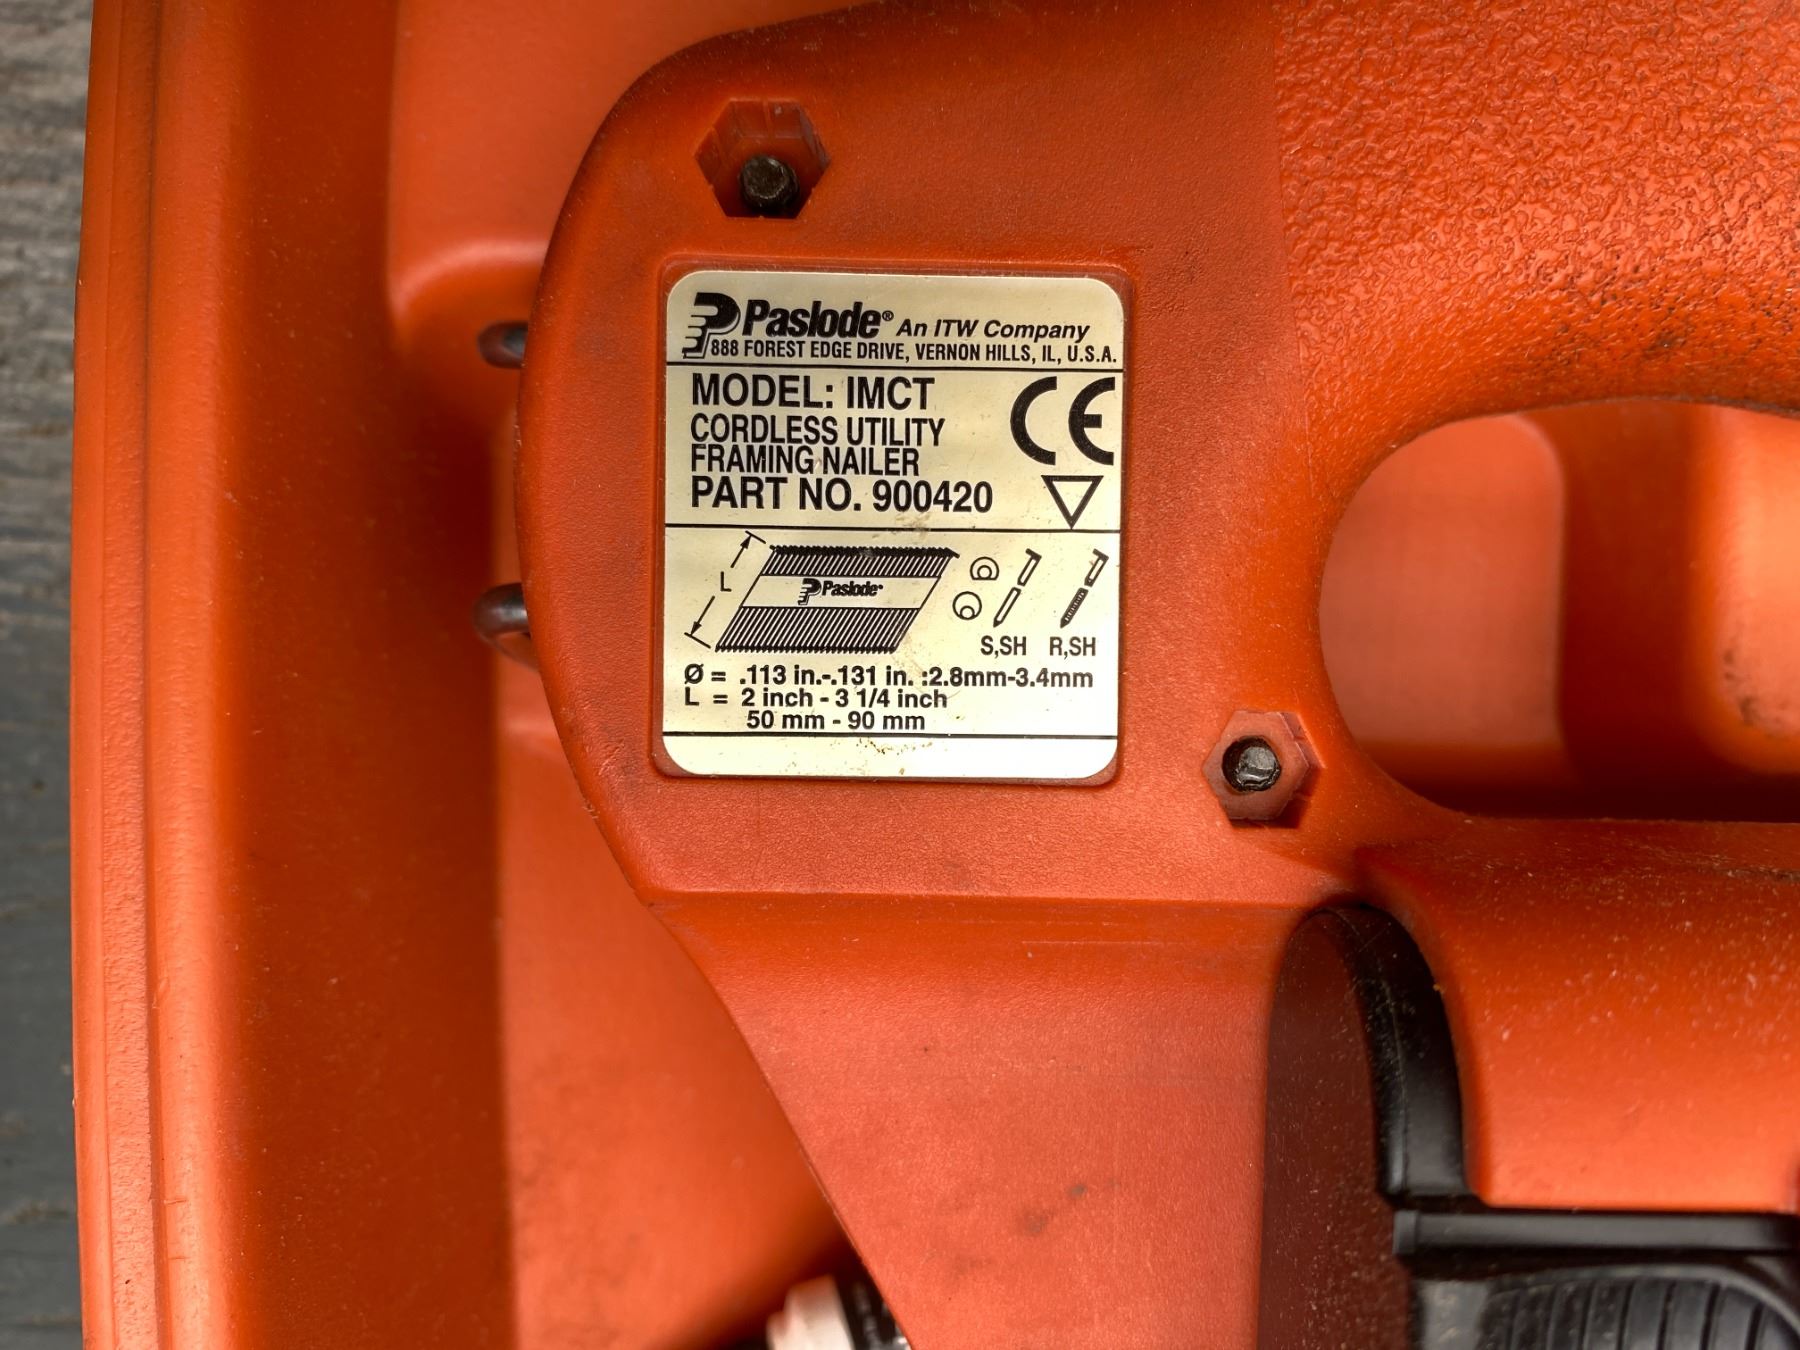 Paslode® An ITW Company
888 FOREST EDGE DRIVE, VERNON HILLS, IL, U.S.A.
MODEL: IMCT
CORDLESS UTILITY
FRAMING NAILER
PART NO. 900420
CE
L
Paslode
S,SH R,SH
Ø = .113 in.-.131 in. :2.8mm-3.4mm
L = 2 inch - 3 1/4 inch
50 mm - 90 mm